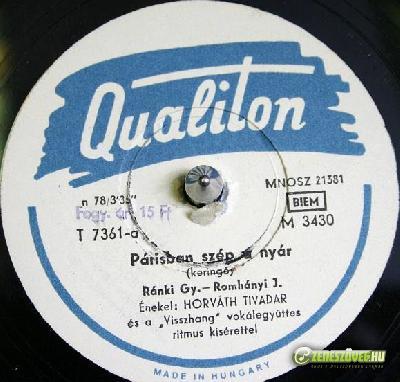 Qualiton
n 78/3'35"
MNOSZ 21381
Fogy. ár. 15 Ft
BIEM
T 7361-a
M 3430
Párisban szép a nyár
(keringő)
Ránki Gy.–Romhányi J.
Énekel: HORVÁTH TIVADAR
és a „Visszhang" vokálegyüttes
ritmus kisérettel
ZENESZÖVEG.HU
MADE IN HUNGARY